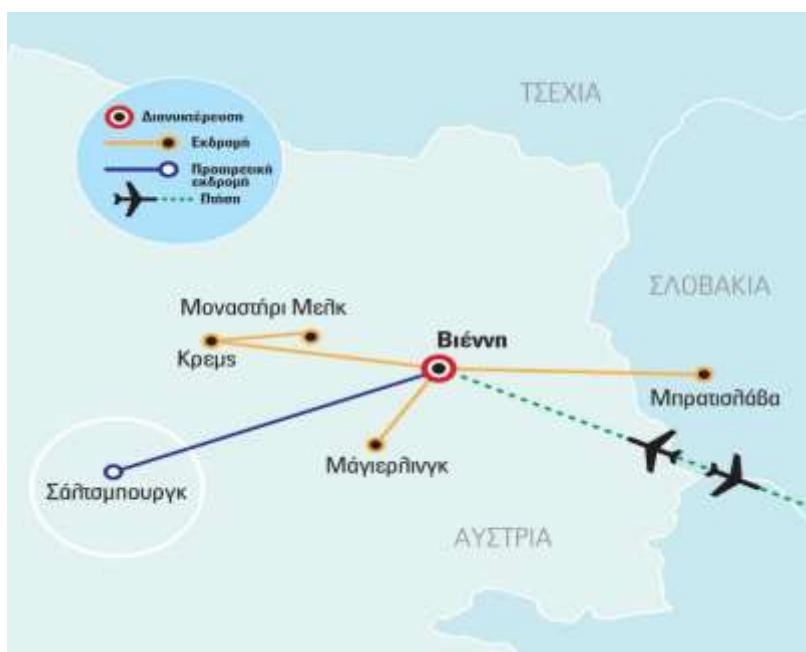 ΤΣΕΧΙΑ
Διανυκτέρευση
Εκδρομή
Προαιρετική
εκδρομή
Πτήση
ΣΛΟΒΑΚΙΑ
Μοναστήρι Μελκ
Βιέννη
Κρεμς
Μπρατισλάβα
Μάγιερλινγκ
Σάλτσμπουργκ
ΑΥΣΤΡΙΑ